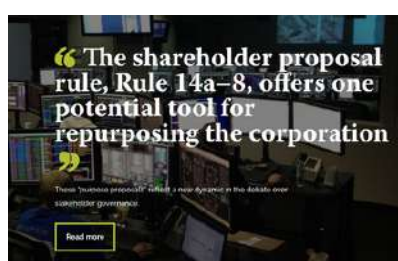 “ The shareholder proposal
rule, Rule 14a–8, offers one
potential tool for
repurposing the corporation
”
These “purpose proposals” reflect a new dynamic in the debate over
stakeholder governance.
Read more